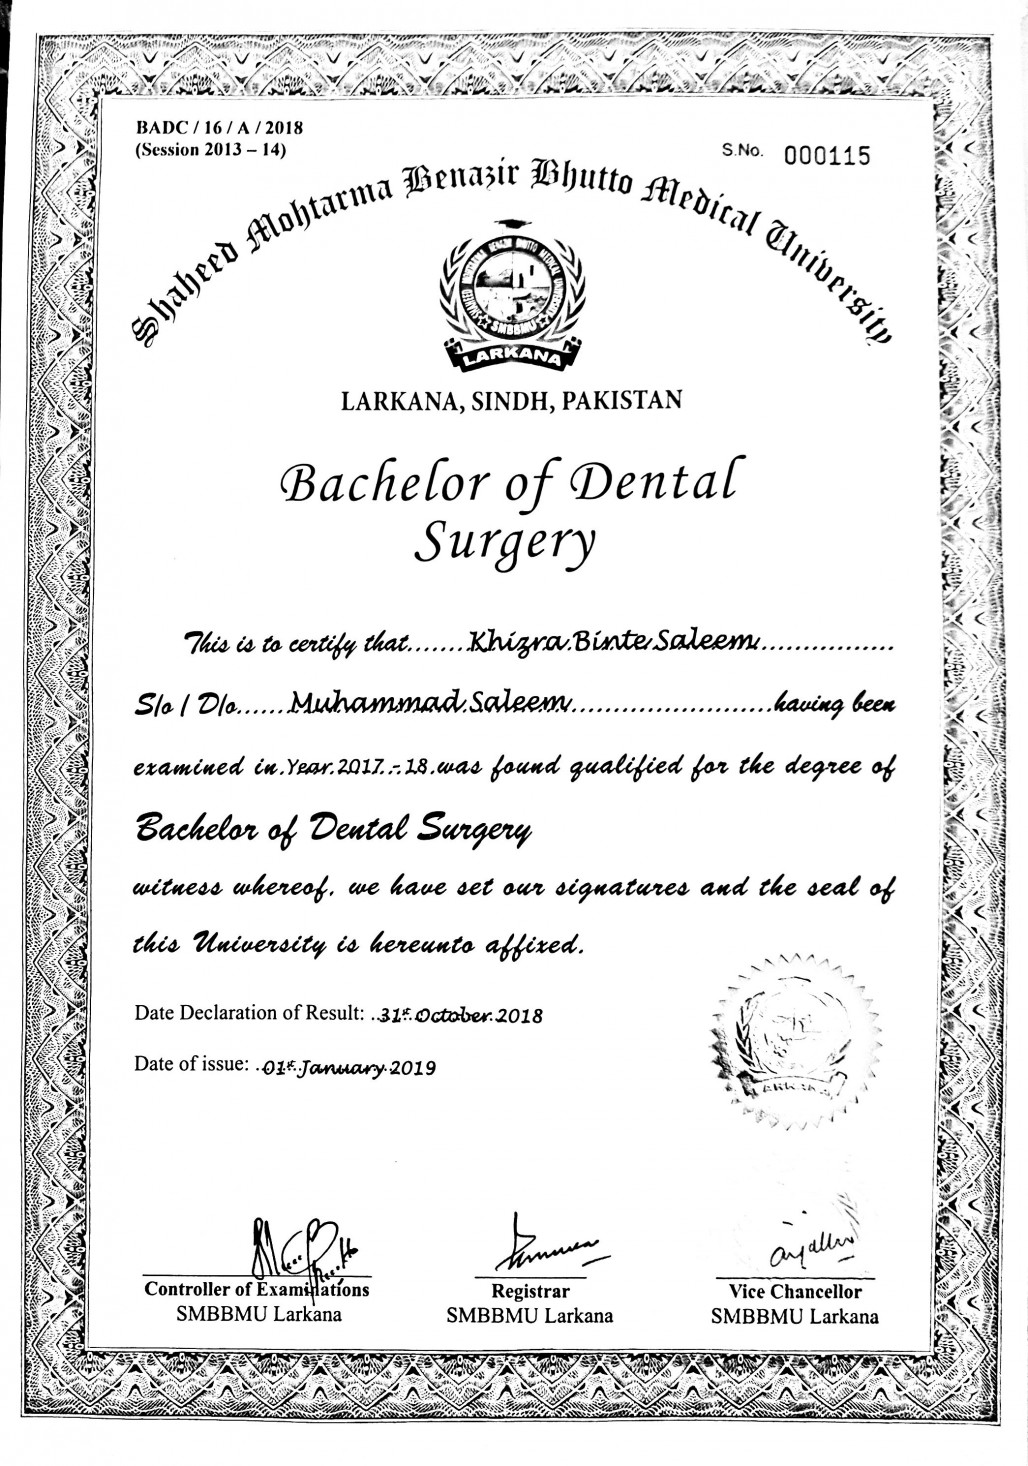 BADC / 16 / A / 2018
(Session 2013 – 14)
S.No. 000115
Shaheed Mohtarma Benazir Bhutto Medical University
SMBBMU
LARKANA
LARKANA, SINDH, PAKISTAN
Bachelor of Dental
Surgery
This is to certify that.......Khizra.Binte.Saleem................
S/o / D/o......Muhammad.Saleem........................having been
examined in.Year.2017.-.18.was found qualified for the degree of
Bachelor of Dental Surgery
witness whereof, we have set our signatures and the seal of
this University is hereunto affixed.
Date Declaration of Result: ..31st.October.2018
Date of issue: ..01st.January.2019
LARKANA
Controller of Examinations
SMBBMU Larkana
Registrar
SMBBMU Larkana
Vice Chancellor
SMBBMU Larkana